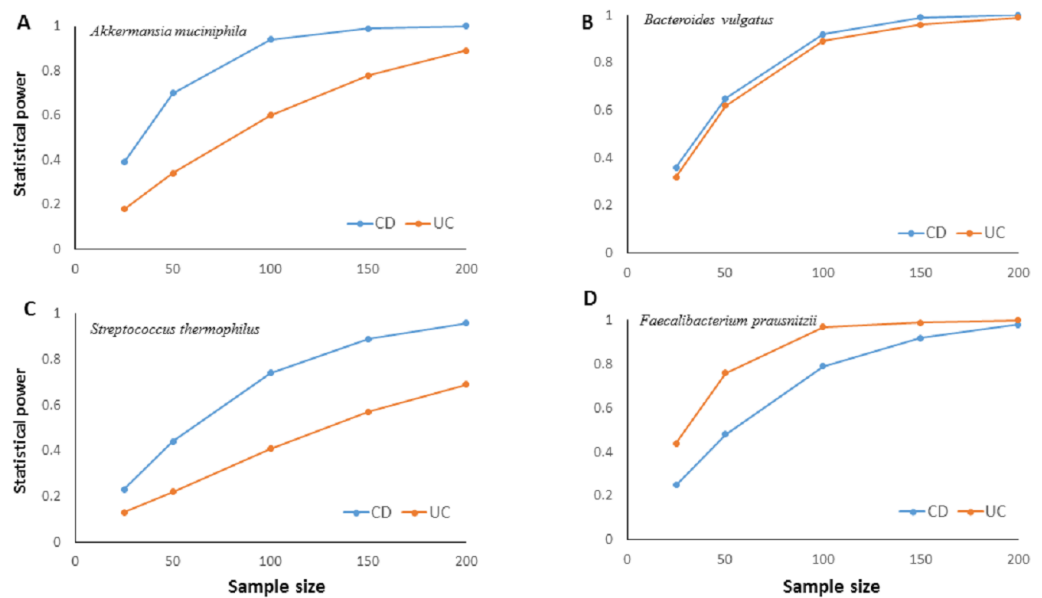 A
Akkermansia muciniphila
1
0.8
0.6
0.4
0.2
0
Statistical power
CD UC
0 50 100 150 200
B
Bacteroides vulgatus
1
0.8
0.6
0.4
0.2
0
CD UC
0 50 100 150 200
C
Streptococcus thermophilus
1
0.8
0.6
0.4
0.2
0
Statistical power
CD UC
0 50 100 150 200
Sample size
D
Faecalibacterium prausnitzii
1
0.8
0.6
0.4
0.2
0
CD UC
0 50 100 150 200
Sample size